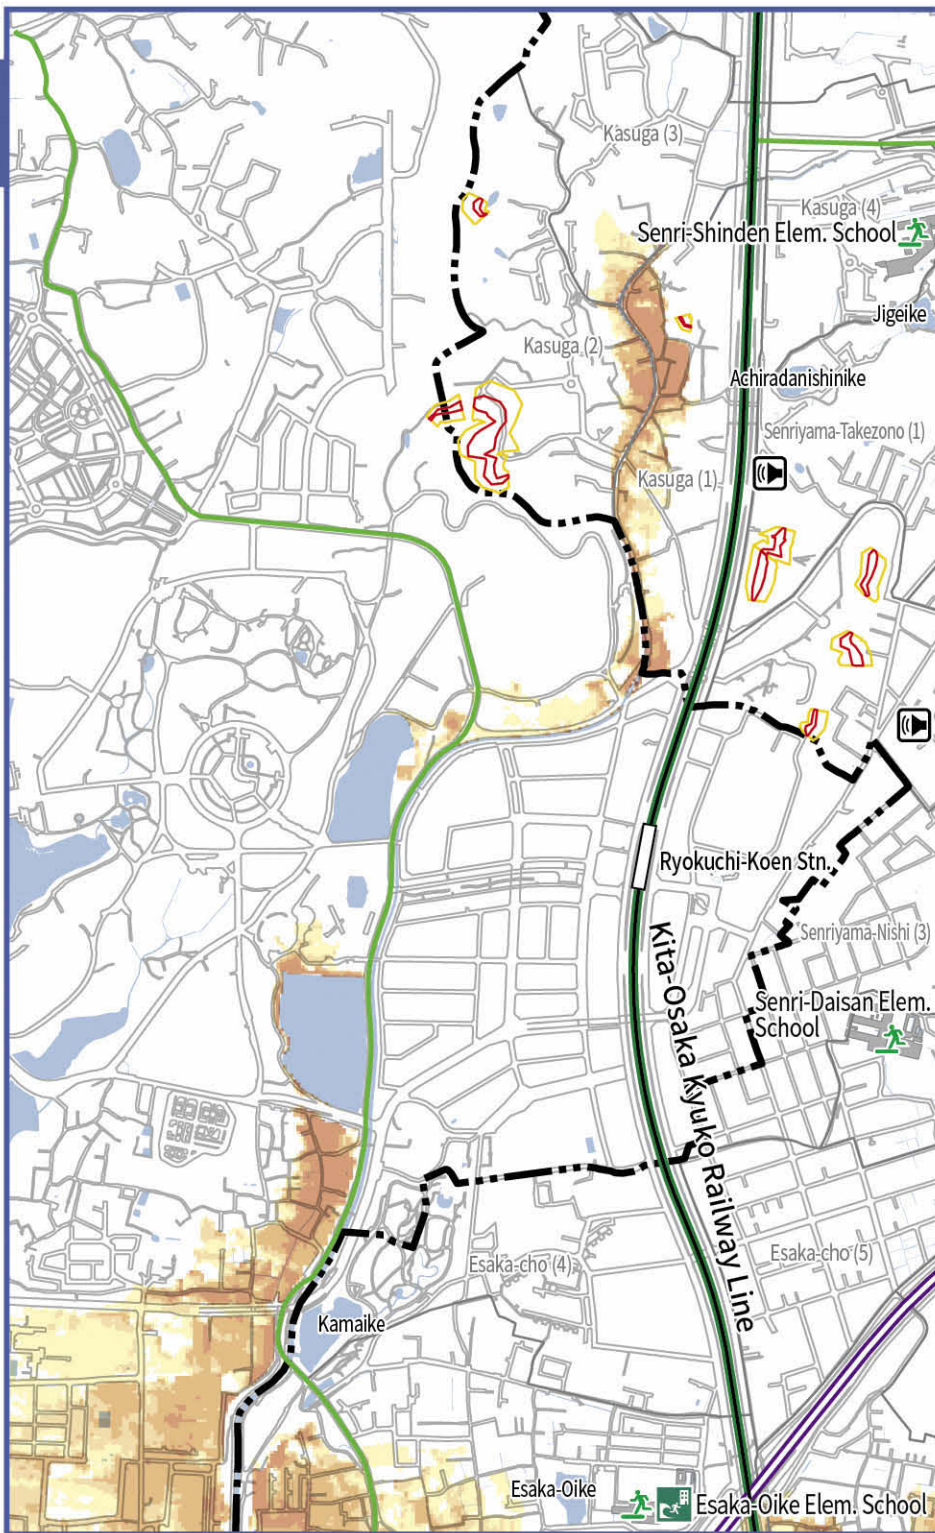 Kasuga (3)
Kasuga (4)
Senri-Shinden Elem. School
Jigeike
Kasuga (2)
Achiradanishinike
Senriyama-Takezono (1)
Kasuga (1)
Ryokuchi-Koen Stn.
Senriyama-Nishi (3)
Kita-Osaka Kyuko Railway Line
Senri-Daisan Elem.
School
Esaka-cho (5)
Esaka-cho (4)
Kamaike
Esaka-Oike
Esaka-Oike Elem. School